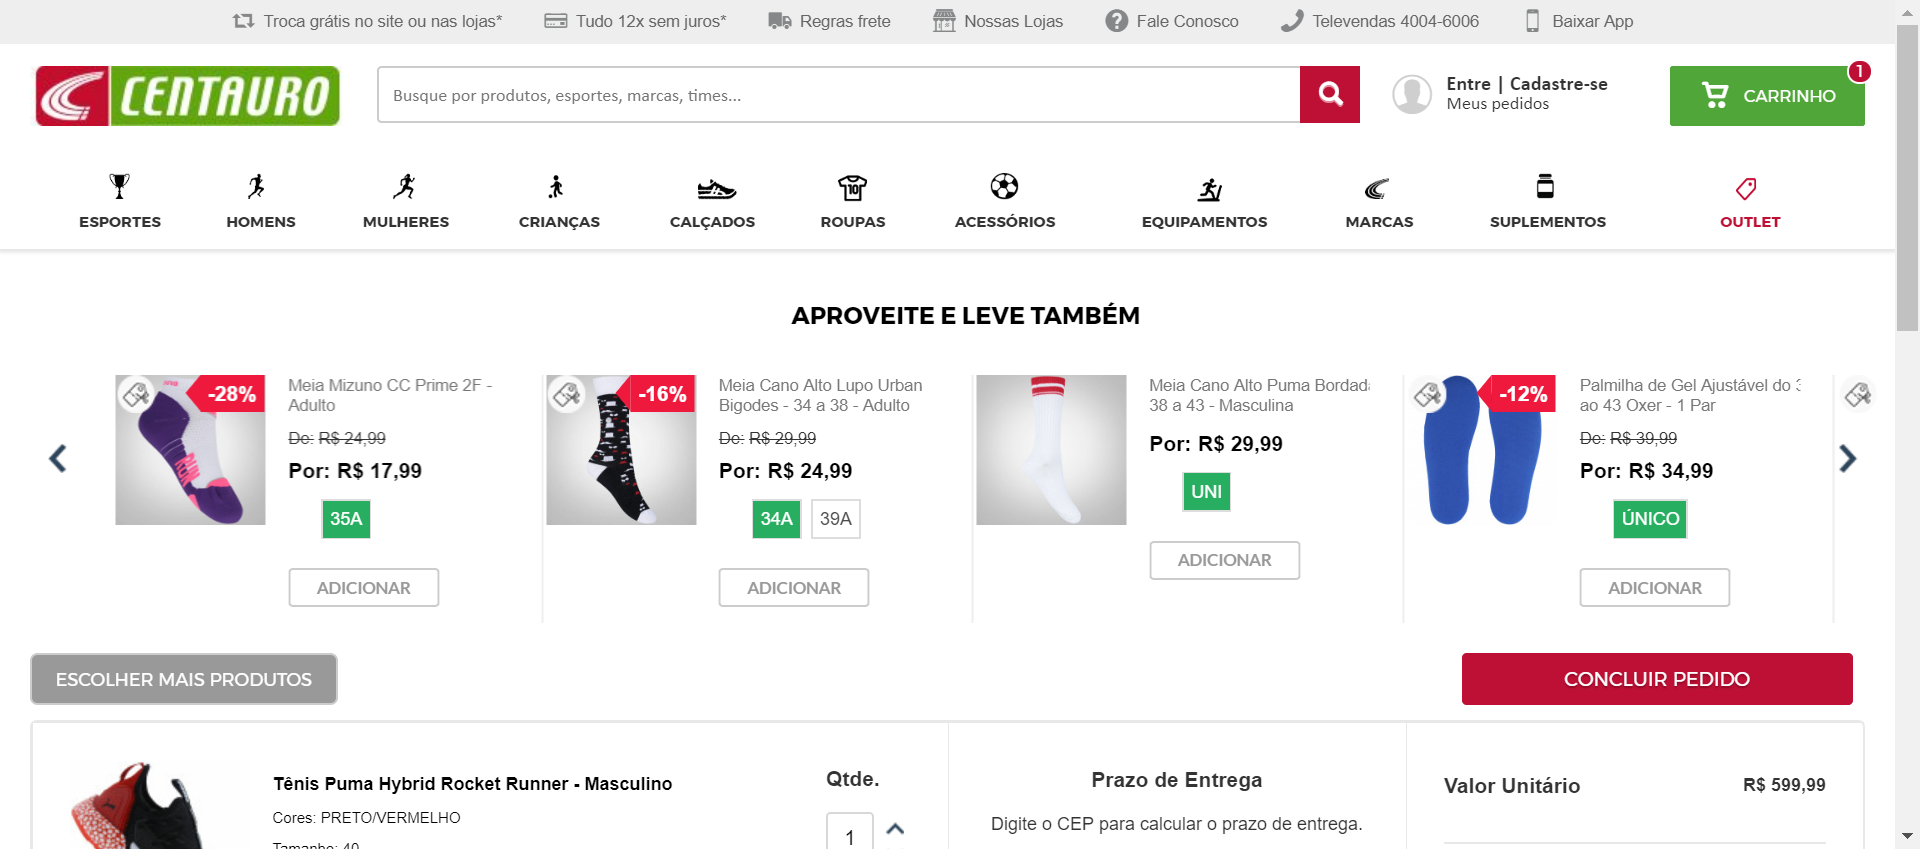 Troca grátis no site ou nas lojas* Tudo 12x sem juros* Regras frete Nossas Lojas Fale Conosco Televendas 4004-6006 Baixar App
CENTAURO
Busque por produtos, esportes, marcas, times...
Entre | Cadastre-se
Meus pedidos
CARRINHO 1
ESPORTES HOMENS MULHERES CRIANÇAS CALÇADOS ROUPAS ACESSÓRIOS EQUIPAMENTOS MARCAS SUPLEMENTOS OUTLET
APROVEITE E LEVE TAMBÉM
-28%
Meia Mizuno CC Prime 2F -
Adulto
De: R$ 24,99
Por: R$ 17,99
35A
ADICIONAR
-16%
Meia Cano Alto Lupo Urban
Bigodes - 34 a 38 - Adulto
De: R$ 29,99
Por: R$ 24,99
34A 39A
ADICIONAR
Meia Cano Alto Puma Bordad
38 a 43 - Masculina
Por: R$ 29,99
UNI
ADICIONAR
-12%
Palmilha de Gel Ajustável do 3
ao 43 Oxer - 1 Par
De: R$ 39,99
Por: R$ 34,99
ÚNICO
ADICIONAR
ESCOLHER MAIS PRODUTOS
CONCLUIR PEDIDO
Tênis Puma Hybrid Rocket Runner - Masculino
Cores: PRETO/VERMELHO
Tamanho: 40
Qtde.
1
Prazo de Entrega
Digite o CEP para calcular o prazo de entrega.
Valor Unitário R$ 599,99